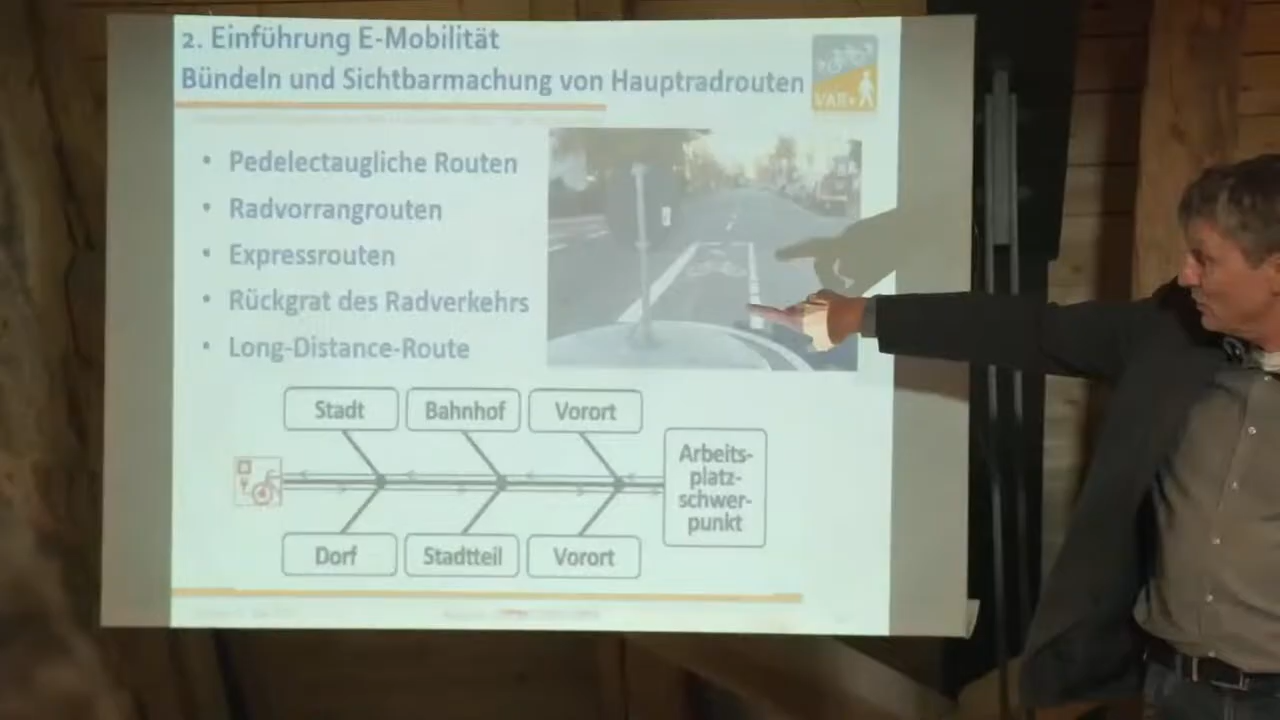 2. Einführung E-Mobilität
Bündeln und Sichtbarmachung von Hauptradrouten
VAR+
• Pedelectaugliche Routen
• Radvorrangrouten
• Expressrouten
• Rückgrat des Radverkehrs
• Long-Distance-Route
Stadt
Bahnhof
Vorort
Arbeits-
platz-
schwer-
punkt
Dorf
Stadtteil
Vorort